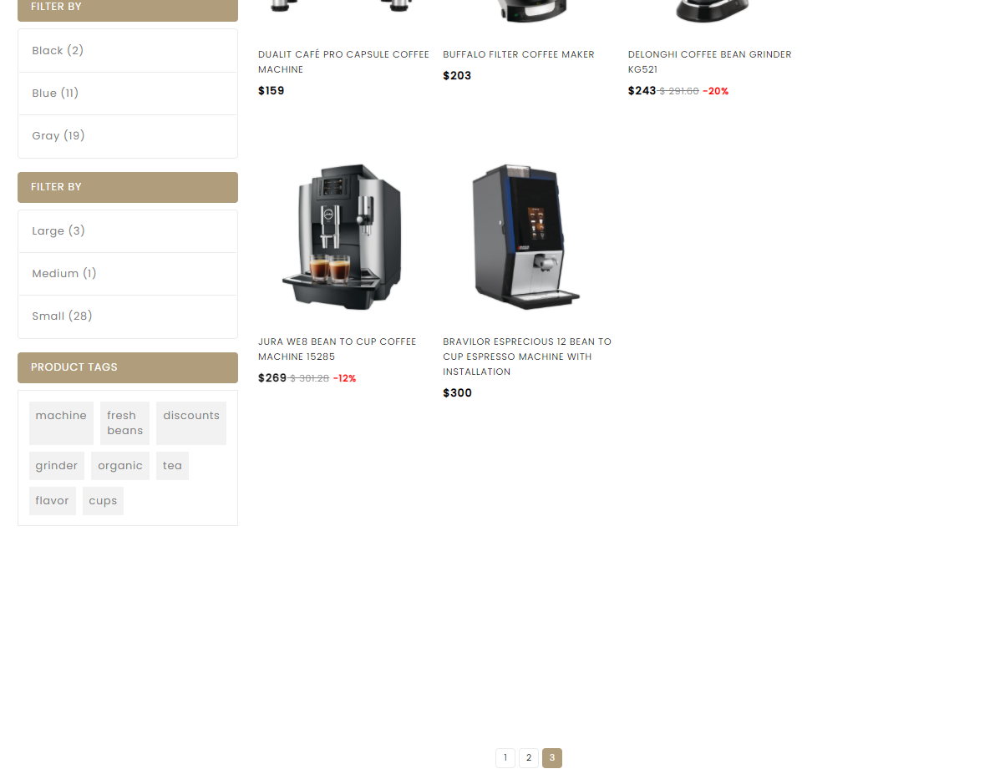 FILTER BY
Black (2)
Blue (11)
Gray (19)
FILTER BY
Large (3)
Medium (1)
Small (28)
PRODUCT TAGS
machine
fresh
beans
discounts
grinder
organic
tea
flavor
cups
DUALIT CAFÉ PRO CAPSULE COFFEE
MACHINE
$159
BUFFALO FILTER COFFEE MAKER
$203
DELONGHI COFFEE BEAN GRINDER
KG521
$243 $ 291.60 -20%
JURA WE8 BEAN TO CUP COFFEE
MACHINE 15285
$269 $ 301.28 -12%
BRAVILOR ESPRECIOUS 12 BEAN TO
CUP ESPRESSO MACHINE WITH
INSTALLATION
$300
1 2 3